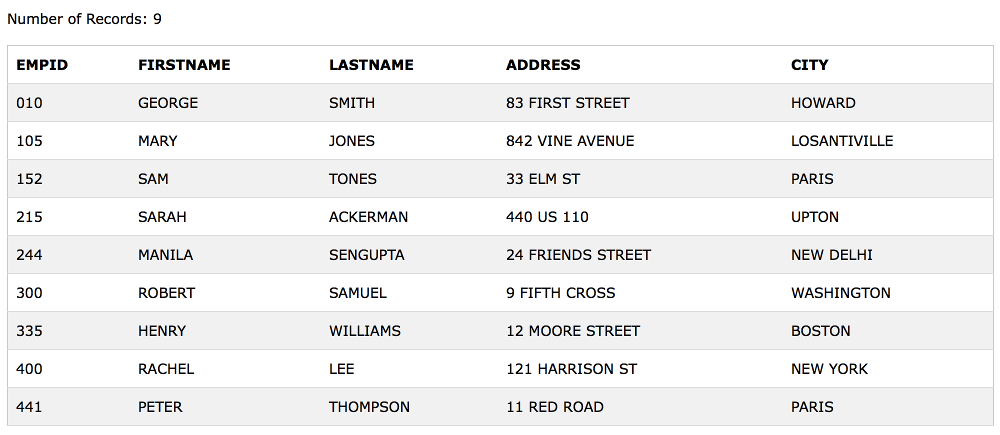 Number of Records: 9
EMPID FIRSTNAME LASTNAME ADDRESS CITY
010 GEORGE SMITH 83 FIRST STREET HOWARD
105 MARY JONES 842 VINE AVENUE LOSANTIVILLE
152 SAM TONES 33 ELM ST PARIS
215 SARAH ACKERMAN 440 US 110 UPTON
244 MANILA SENGUPTA 24 FRIENDS STREET NEW DELHI
300 ROBERT SAMUEL 9 FIFTH CROSS WASHINGTON
335 HENRY WILLIAMS 12 MOORE STREET BOSTON
400 RACHEL LEE 121 HARRISON ST NEW YORK
441 PETER THOMPSON 11 RED ROAD PARIS